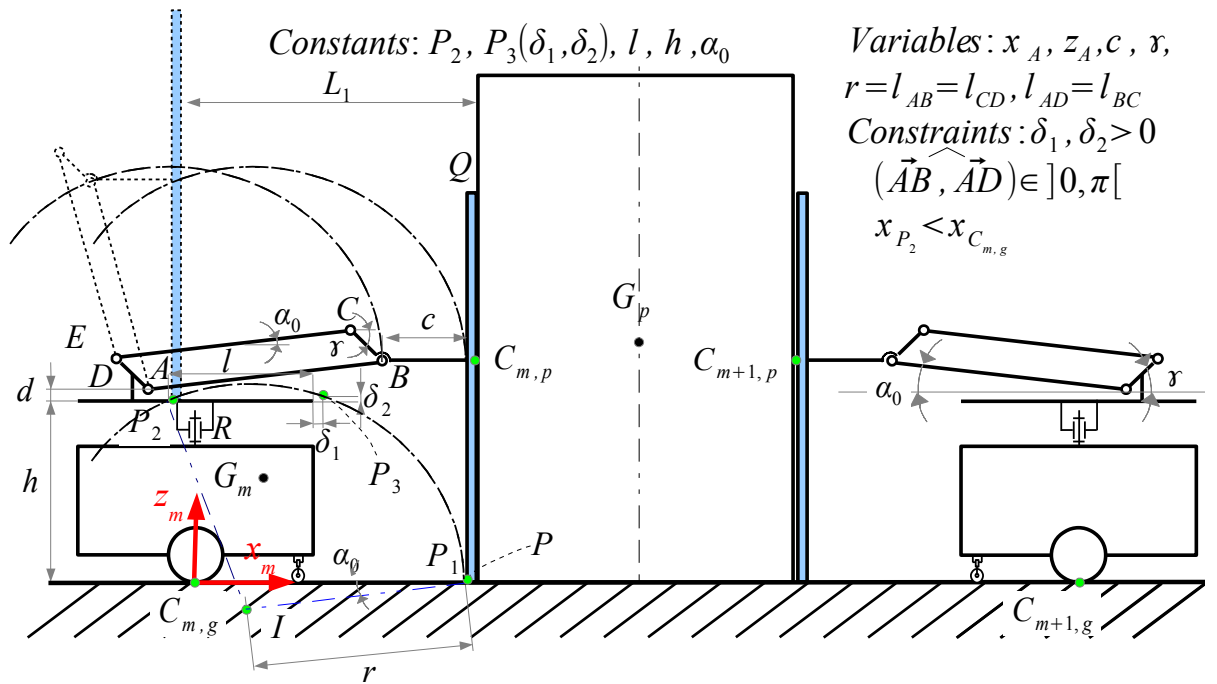 Constants: P₂, P₃(δ₁,δ₂), l, h, α₀
Variables: x_A, z_A, c, ɤ,
r=l_AB=l_CD, l_AD=l_BC
Constraints: δ₁, δ₂>0
(AB⃗, AD⃗)∈]0,π[
x_P₂<x_C_m,g
L₁
Q
G_p
E
D
A
α₀
l
C
ɤ
B
c
C_m,p
C_m+1,p
α₀
ɤ
d
P₂
R
δ₂
δ₁
P₃
h
G_m
z_m
x_m
α₀
P₁
P
C_m,g
I
r
C_m+1,g